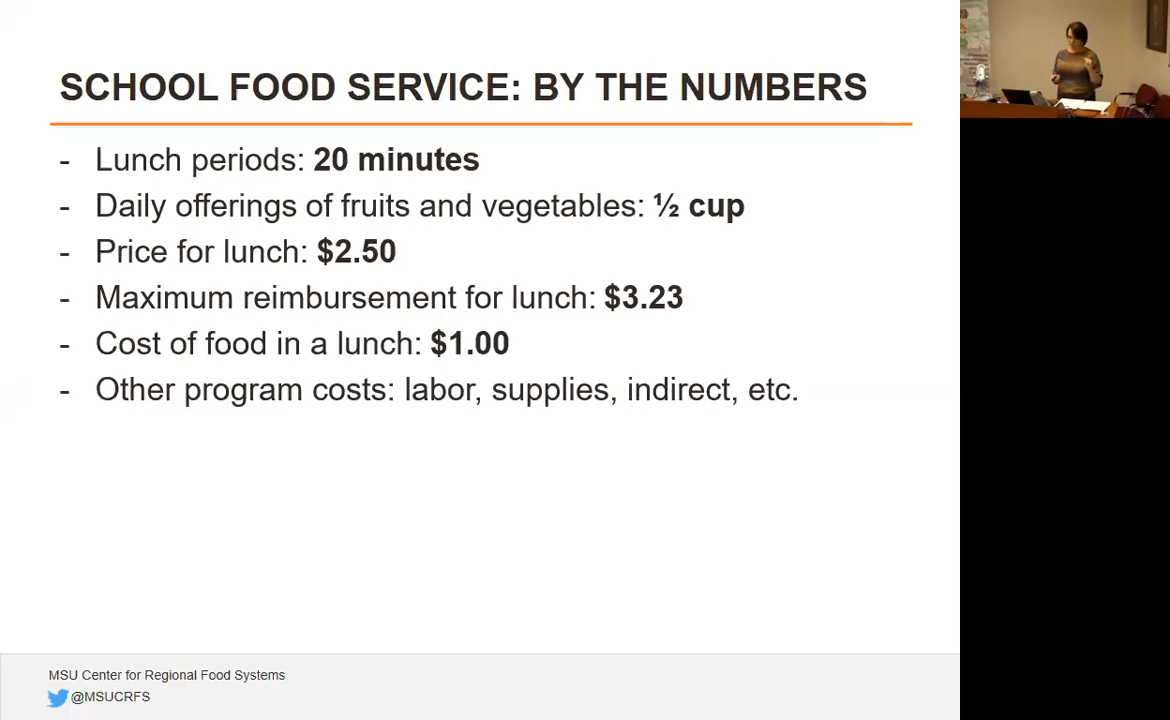 SCHOOL FOOD SERVICE: BY THE NUMBERS
- Lunch periods: 20 minutes
- Daily offerings of fruits and vegetables: ½ cup
- Price for lunch: $2.50
- Maximum reimbursement for lunch: $3.23
- Cost of food in a lunch: $1.00
- Other program costs: labor, supplies, indirect, etc.
MSU Center for Regional Food Systems
@MSUCRFS